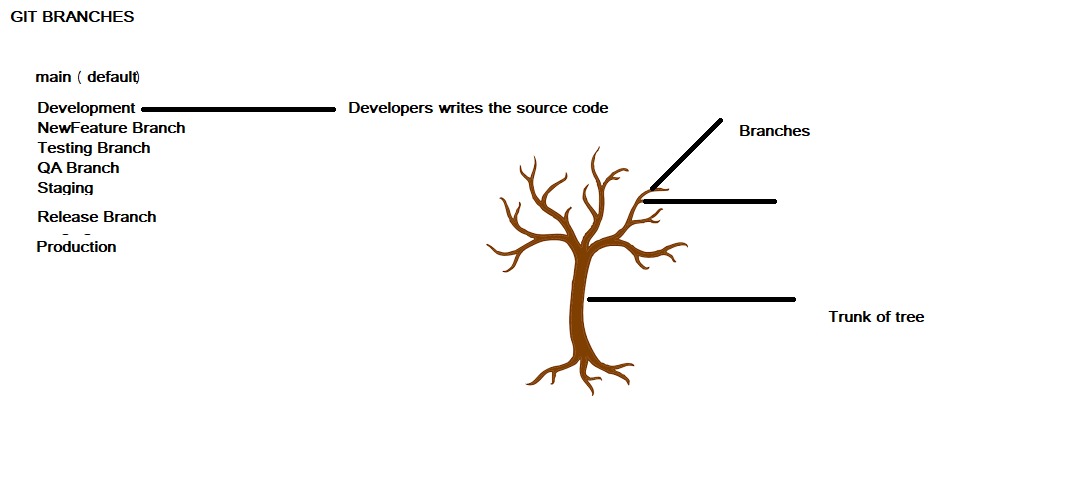 GIT BRANCHES
main ( default)
Development
Developers writes the source code
NewFeature Branch
Testing Branch
QA Branch
Staging
Release Branch
Production
Branches
Trunk of tree